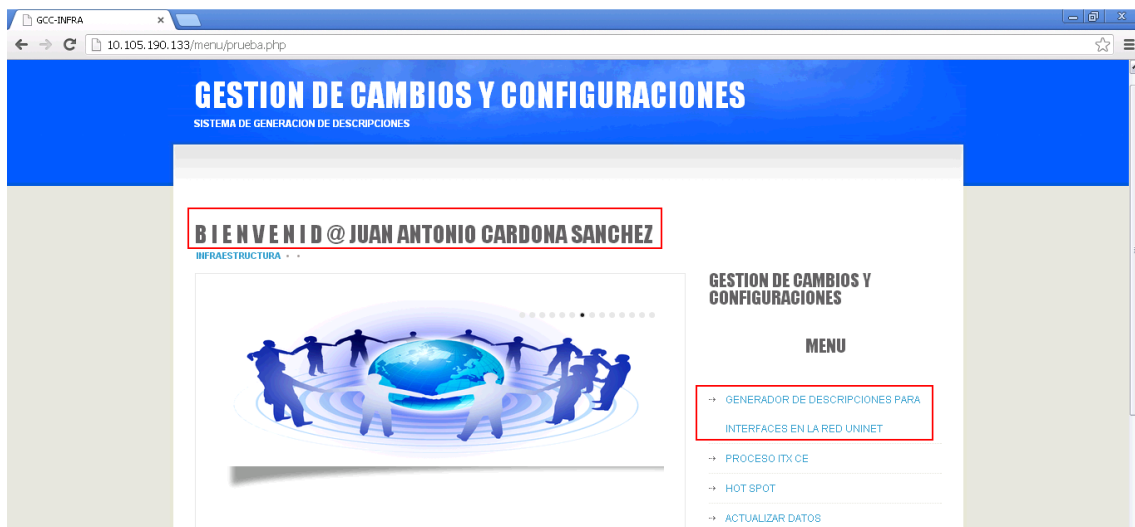 GCC-INFRA
10.105.190.133/menu/prueba.php
GESTION DE CAMBIOS Y CONFIGURACIONES
SISTEMA DE GENERACION DE DESCRIPCIONES
B I E N V E N I D @ JUAN ANTONIO CARDONA SANCHEZ
INFRAESTRUCTURA
GESTION DE CAMBIOS Y
CONFIGURACIONES
MENU
GENERADOR DE DESCRIPCIONES PARA
INTERFACES EN LA RED UNINET
PROCESO ITX CE
HOT SPOT
ACTUALIZAR DATOS